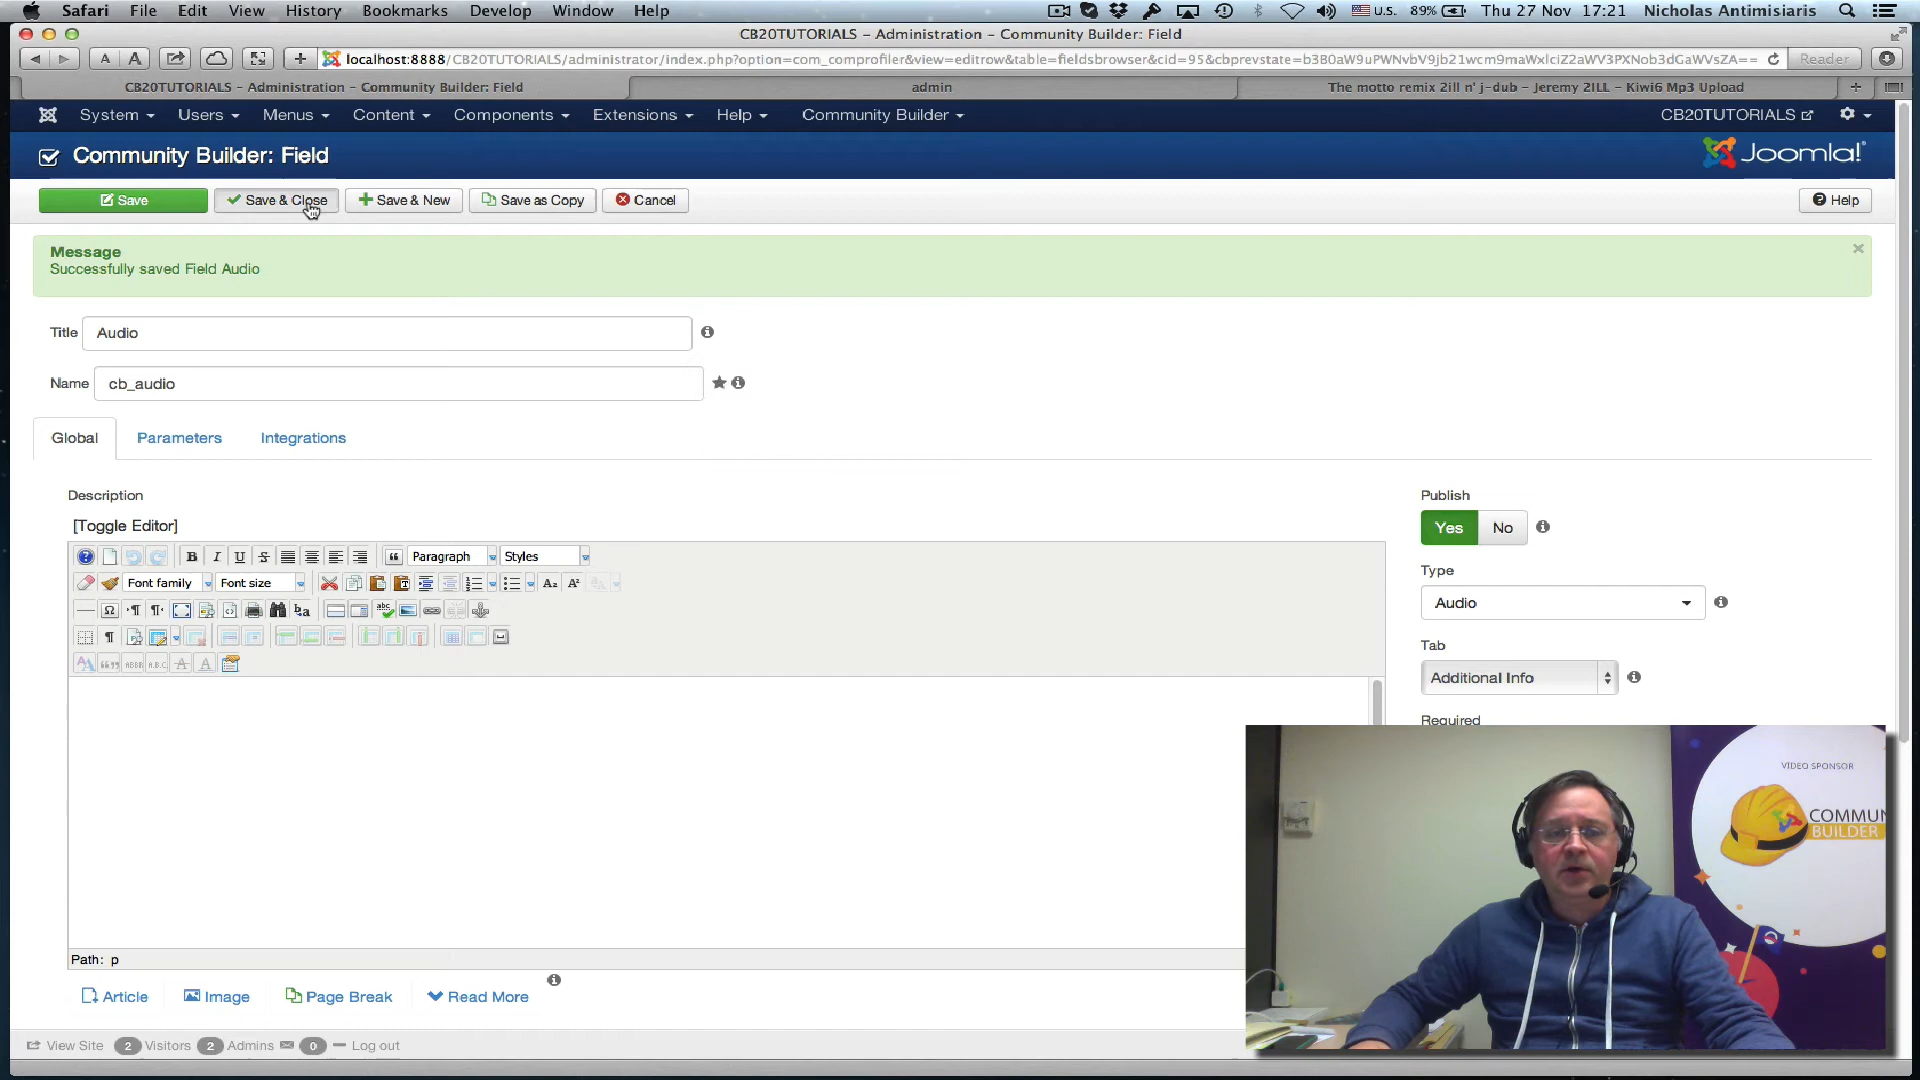 Safari File Edit View History Bookmarks Develop Window Help U.S. 89% Thu 27 Nov 17:21 Nicholas Antimisiaris
CB20TUTORIALS – Administration – Community Builder: Field
A A + localhost:8888/CB20TUTORIALS/administrator/index.php?option=com_comprofiler&view=editrow&table=fieldsbrowser&cid=95&cbprevstate= Reader
CB20TUTORIALS – Administration – Community Builder: Field admin The motto remix 2ill n' j-dub – Jeremy 2ILL – Kiwi6 Mp3 Upload +
System Users Menus Content Components Extensions Help Community Builder CB20TUTORIALS
Community Builder: Field Joomla!®
Save Save & Close Save & New Save as Copy Cancel Help
Message
Successfully saved Field Audio
Title Audio
Name cb_audio
Global Parameters Integrations
Description
[Toggle Editor]
Publish
Yes No
Paragraph Styles
Type
Font family Font size
Audio
Tab
Additional Info
Required
VIDEO SPONSOR
COMMUN
BUILDER
Path: p
Article Image Page Break Read More
View Site 2 Visitors 2 Admins 0 Log out